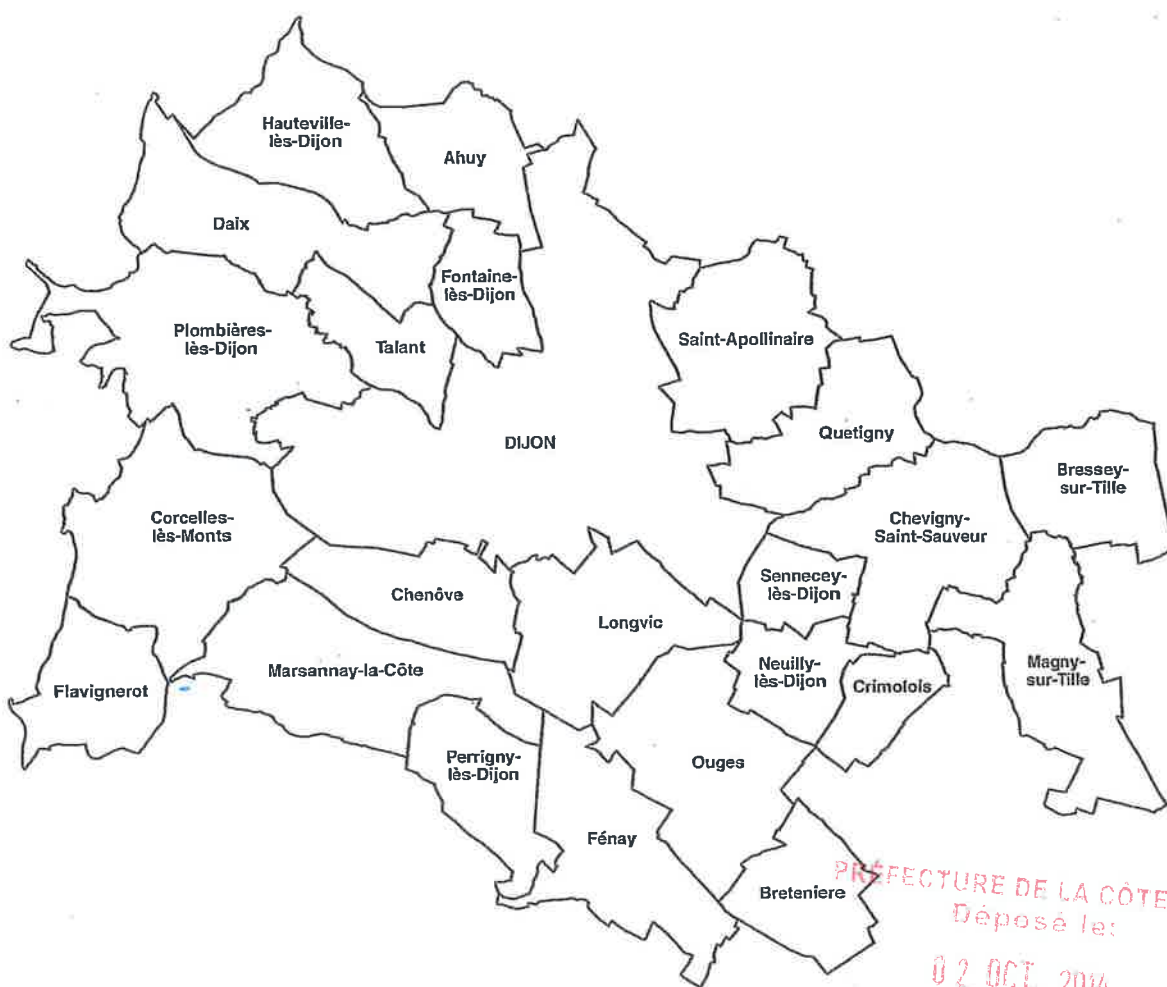 Hauteville-
lès-Dijon
Ahuy
Daix
Fontaine-
lès-Dijon
Plombières-
lès-Dijon
Talant
Saint-Apollinaire
DIJON
Quetigny
Bressey-
sur-Tille
Corcelles-
lès-Monts
Chevigny-
Saint-Sauveur
Chenôve
Sennecey-
lès-Dijon
Longvic
Marsannay-la-Côte
Flavignerot
Neuilly-
lès-Dijon
Crimolois
Magny-
sur-Tille
Perrigny-
lès-Dijon
Ouges
Fénay
Breteniere
PRÉFECTURE DE LA CÔTE
Déposé le:
02 OCT. 2014